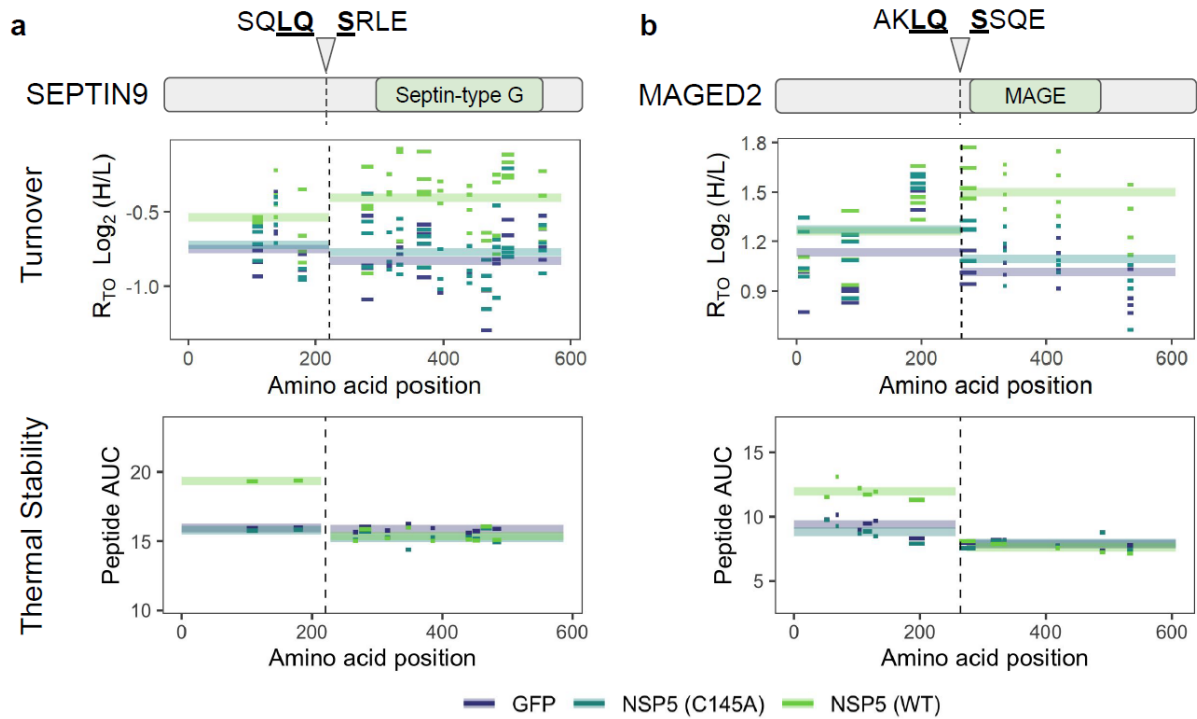 a
SQLQ SRLE
SEPTIN9
Septin-type G
Turnover
R_TO Log2 (H/L)
-0.5
-1.0
0 200 400 600
Amino acid position
Thermal Stability
Peptide AUC
20
15
10
0 200 400 600
Amino acid position
b
AKLQ SSQE
MAGED2
MAGE
R_TO Log2 (H/L)
1.8
1.5
1.2
0.9
0 200 400 600
Amino acid position
Peptide AUC
15
10
5
0 200 400 600
Amino acid position
GFP NSP5 (C145A) NSP5 (WT)